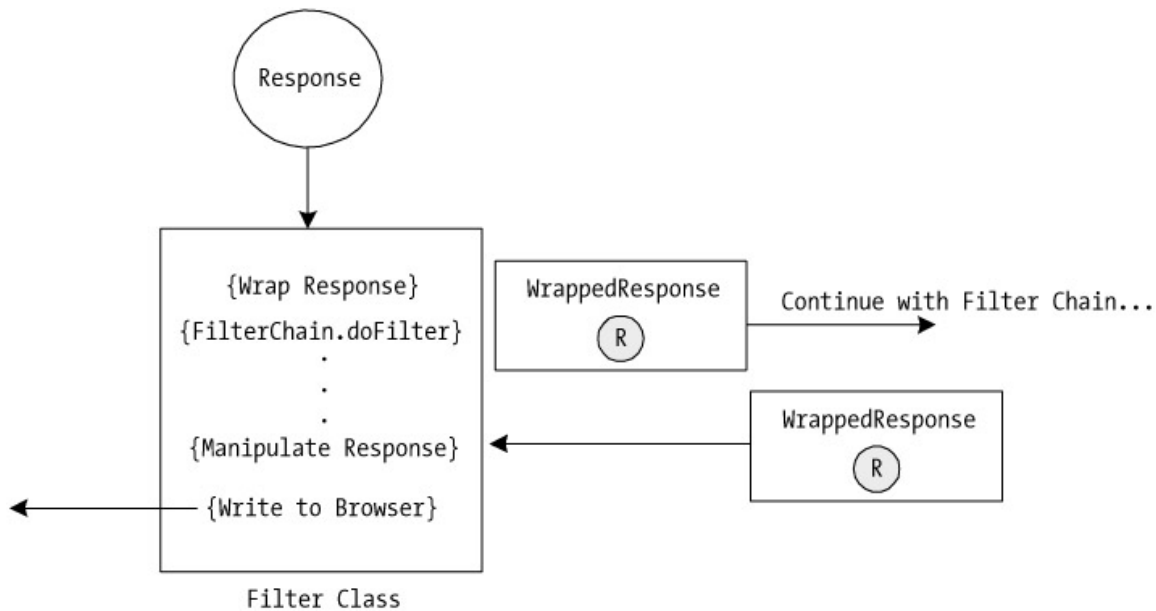 Response
{Wrap Response}
{FilterChain.doFilter}
.
.
.
{Manipulate Response}
{Write to Browser}
Filter Class
WrappedResponse
R
Continue with Filter Chain...
WrappedResponse
R